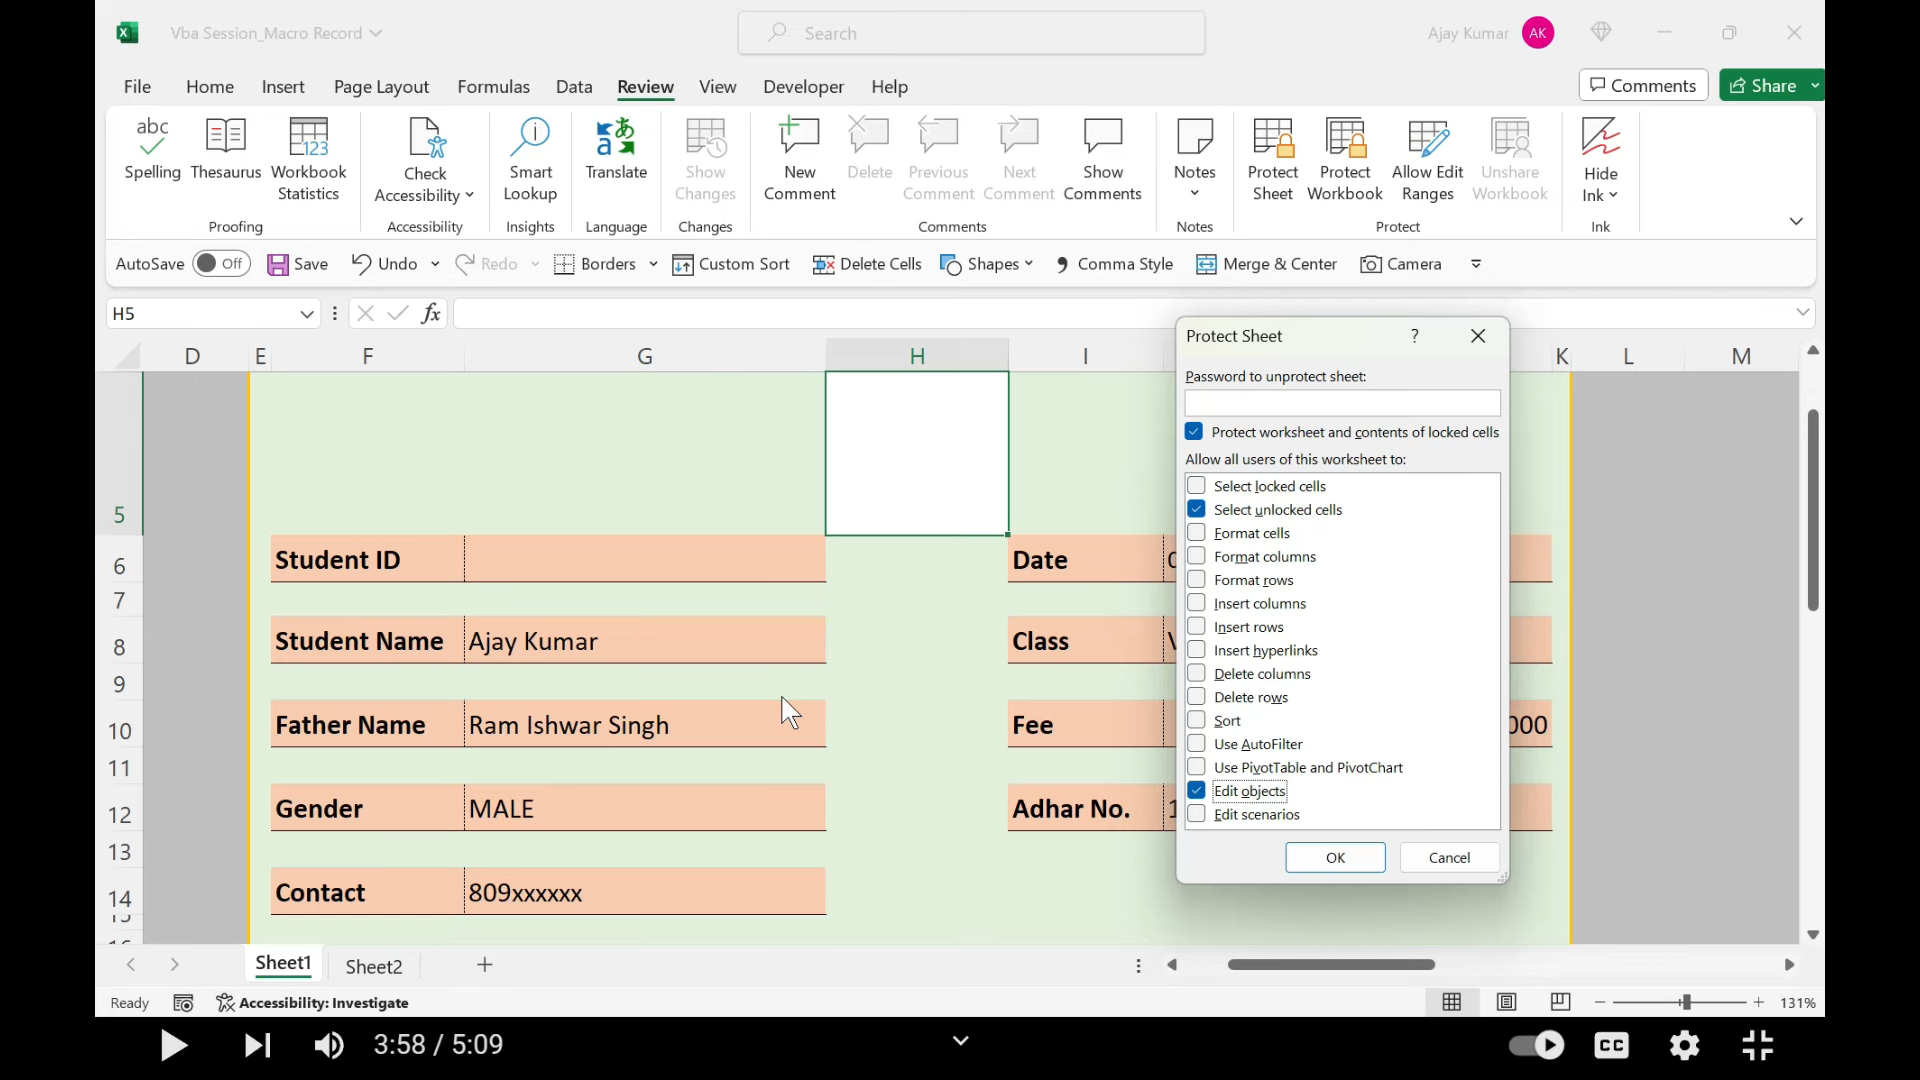 Vba Session_Macro Record
Search
Ajay Kumar AK
File Home Insert Page Layout Formulas Data Review View Developer Help
Comments Share
abc
Spelling
Thesaurus
123
Workbook Statistics
Proofing
Check Accessibility
Accessibility
Smart Lookup
Insights
Translate
Language
Show Changes
Changes
New Comment
Delete
Previous Comment
Next Comment
Show Comments
Comments
Notes
Notes
Protect Sheet
Protect Workbook
Allow Edit Ranges
Unshare Workbook
Protect
Hide Ink
Ink
AutoSave Off Save Undo Redo Borders Custom Sort Delete Cells Shapes Comma Style Merge & Center Camera
H5
fx
D E F G H I K L M
5
6 Student ID Date
7
8 Student Name Ajay Kumar Class
9
10 Father Name Ram Ishwar Singh Fee 000
11
12 Gender MALE Adhar No. 1
13
14 Contact 809xxxxxx
Protect Sheet ?
Password to unprotect sheet:
Protect worksheet and contents of locked cells
Allow all users of this worksheet to:
Select locked cells
Select unlocked cells
Format cells
Format columns
Format rows
Insert columns
Insert rows
Insert hyperlinks
Delete columns
Delete rows
Sort
Use AutoFilter
Use PivotTable and PivotChart
Edit objects
Edit scenarios
OK Cancel
Sheet1 Sheet2
Ready Accessibility: Investigate 131%
3:58 / 5:09
CC